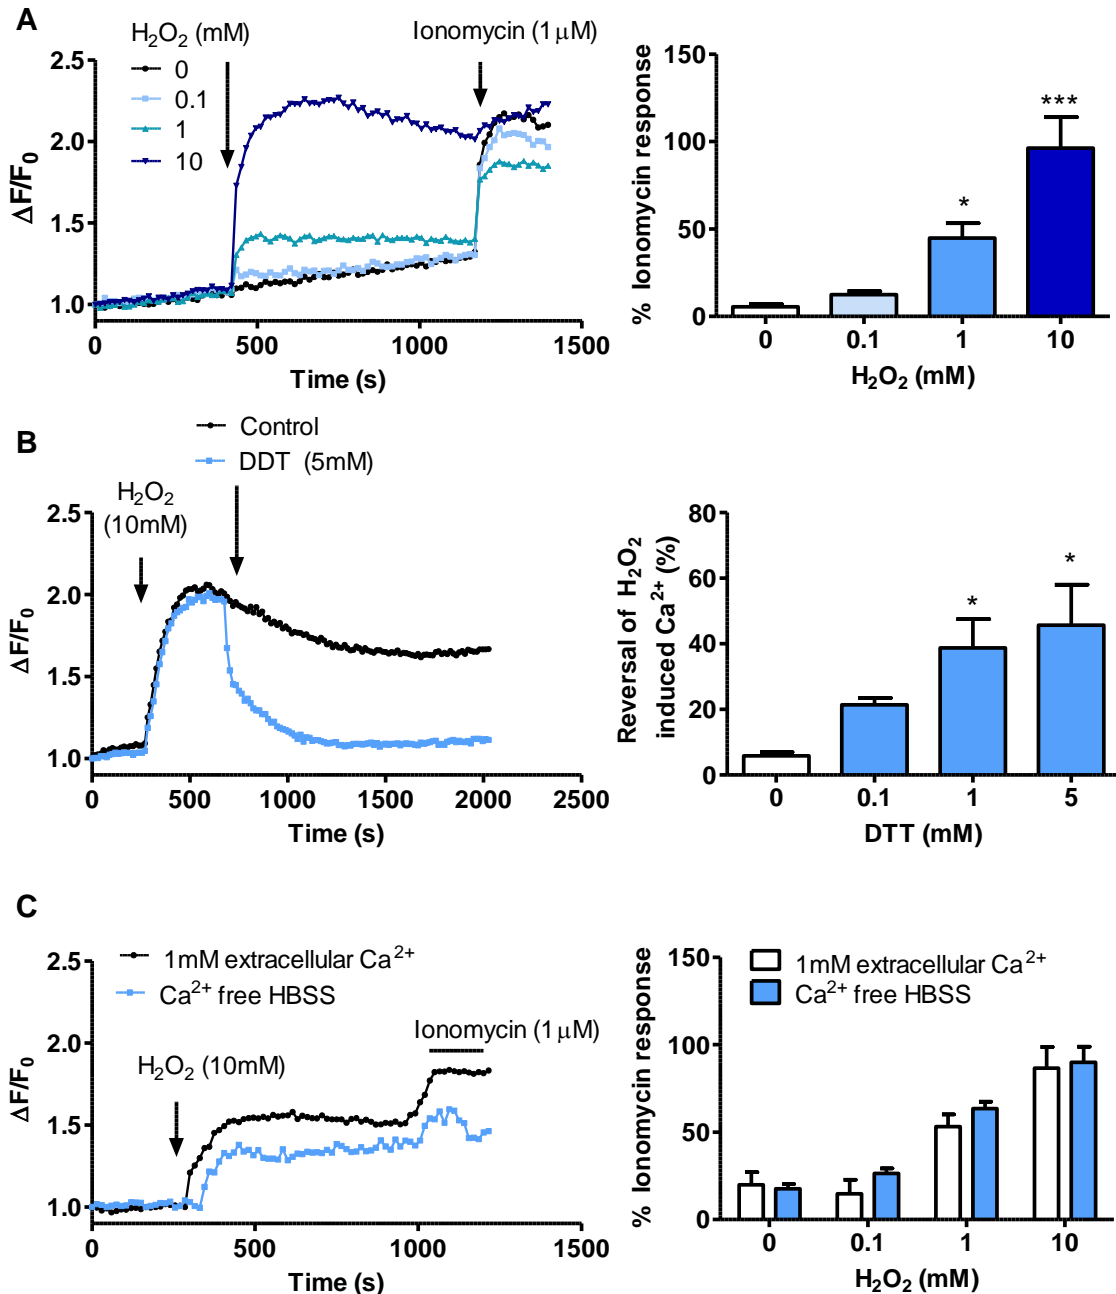 A
H₂O₂ (mM)
0
0.1
1
10
Ionomycin (1 μM)
ΔF/F₀
2.5
2.0
1.5
1.0
0 500 1000 1500
Time (s)
% Ionomycin response
150
100
50
0
*
***
0 0.1 1 10
H₂O₂ (mM)
B
Control
DDT (5mM)
H₂O₂
(10mM)
ΔF/F₀
2.5
2.0
1.5
1.0
0 500 1000 1500 2000 2500
Time (s)
Reversal of H₂O₂
induced Ca²⁺ (%)
80
60
40
20
0
*
*
0 0.1 1 5
DTT (mM)
C
1mM extracellular Ca²⁺
Ca²⁺ free HBSS
H₂O₂ (10mM)
Ionomycin (1 μM)
ΔF/F₀
2.5
2.0
1.5
1.0
0 500 1000 1500
Time (s)
% Ionomycin response
150
100
50
0
1mM extracellular Ca²⁺
Ca²⁺ free HBSS
0 0.1 1 10
H₂O₂ (mM)